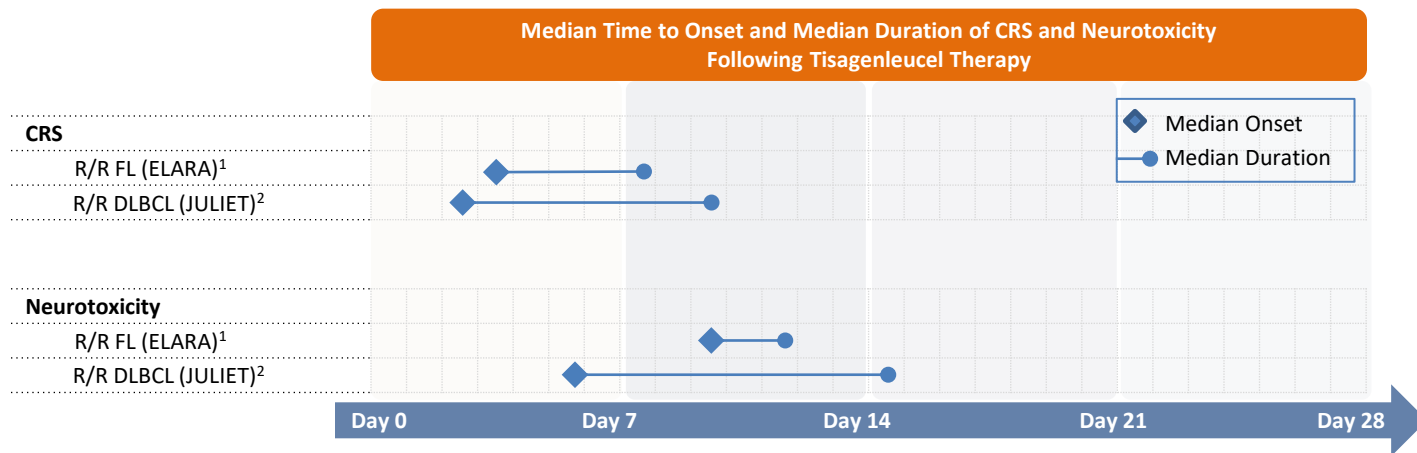 Median Time to Onset and Median Duration of CRS and Neurotoxicity
Following Tisagenleucel Therapy
Median Onset
Median Duration
CRS
R/R FL (ELARA)1
R/R DLBCL (JULIET)2
Neurotoxicity
R/R FL (ELARA)1
R/R DLBCL (JULIET)2
Day 0 Day 7 Day 14 Day 21 Day 28